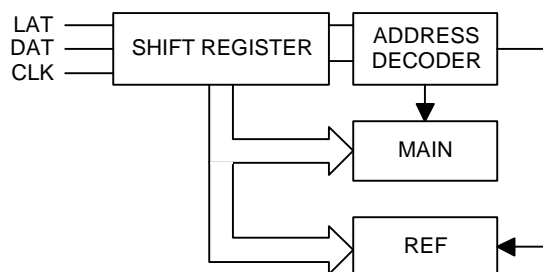 LAT
DAT
CLK
SHIFT REGISTER
ADDRESS
DECODER
MAIN
REF